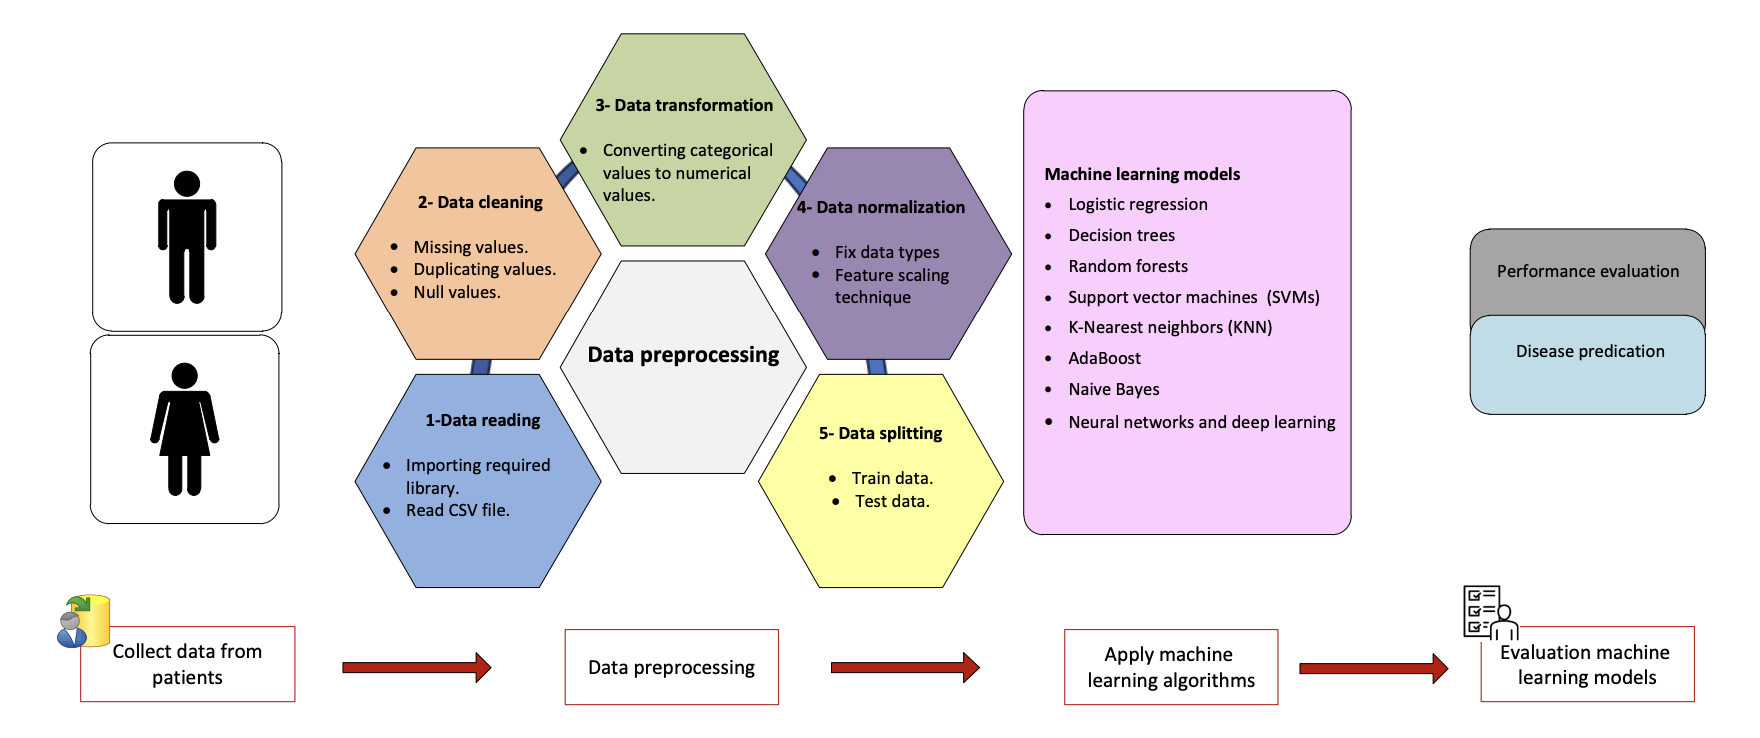 3- Data transformation
• Converting categorical
values to numerical
values.
2- Data cleaning
• Missing values.
• Duplicating values.
• Null values.
4- Data normalization
• Fix data types
• Feature scaling
technique
Data preprocessing
1-Data reading
• Importing required
library.
• Read CSV file.
5- Data splitting
• Train data.
• Test data.
Machine learning models
• Logistic regression
• Decision trees
• Random forests
• Support vector machines (SVMs)
• K-Nearest neighbors (KNN)
• AdaBoost
• Naive Bayes
• Neural networks and deep learning
Performance evaluation
Disease predication
Collect data from
patients
Data preprocessing
Apply machine
learning algorithms
Evaluation machine
learning models